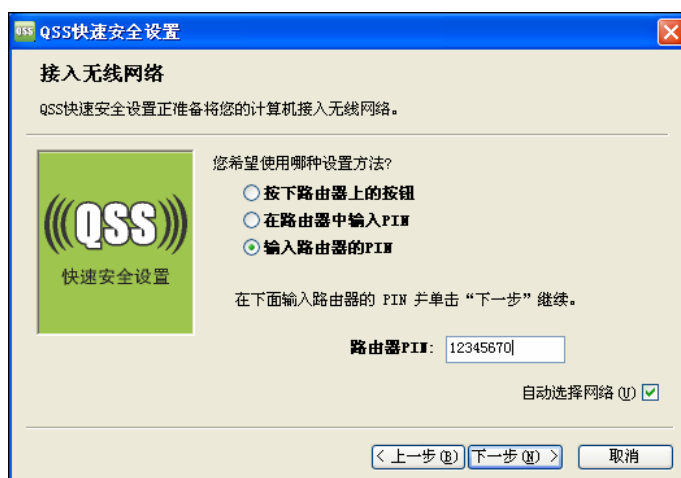 QSS QSS快速安全设置
接入无线网络
QSS快速安全设置正准备将您的计算机接入无线网络。
您希望使用哪种设置方法?
按下路由器上的按钮
在路由器中输入PIN
输入路由器的PIN
QSS
快速安全设置
在下面输入路由器的 PIN 并单击“下一步”继续。
路由器PIN: 12345670
自动选择网络(U)
< 上一步(B) 下一步(N) > 取消